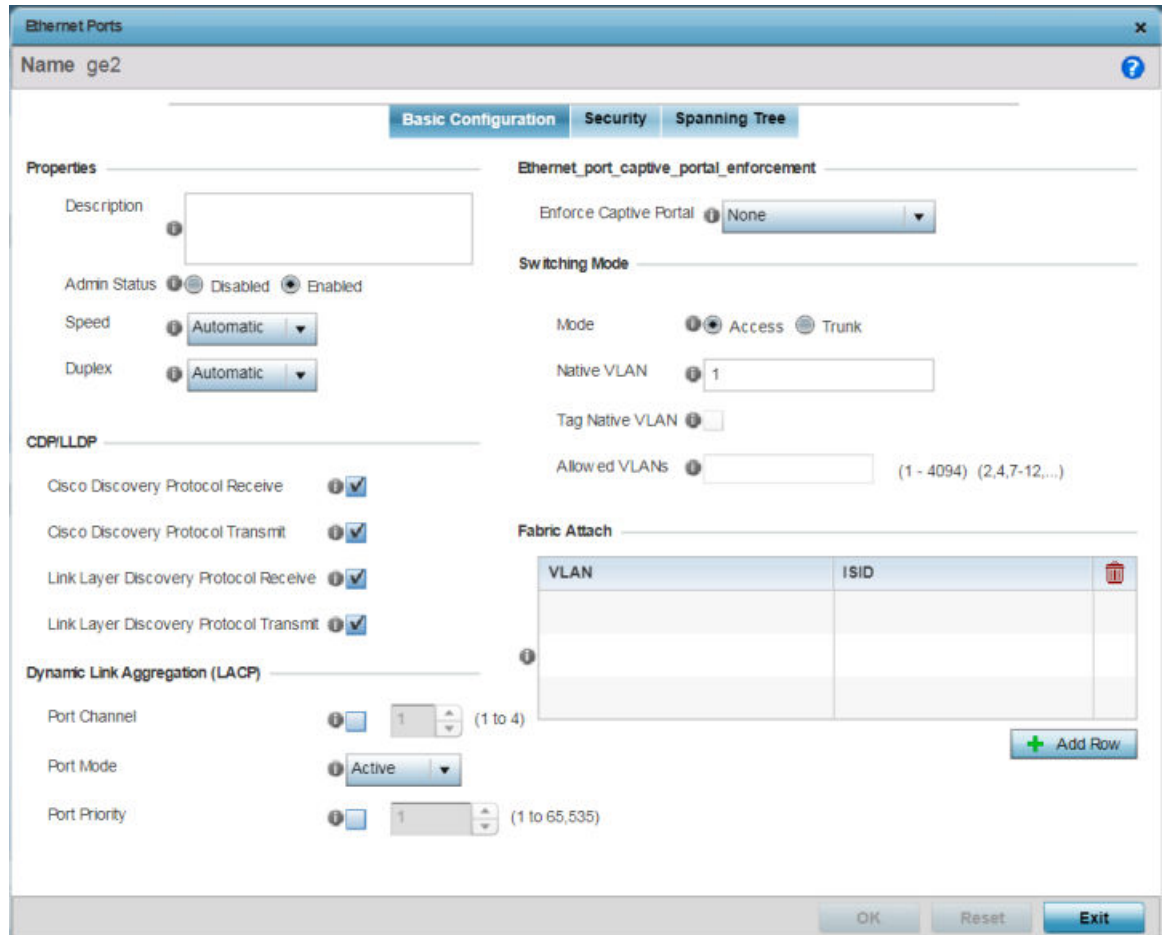 Ethernet Ports
Name ge2
Basic Configuration
Security
Spanning Tree
Properties
Description
Admin Status
Disabled
Enabled
Speed
Automatic
Duplex
Automatic
CDP/LLDP
Cisco Discovery Protocol Receive
Cisco Discovery Protocol Transmit
Link Layer Discovery Protocol Receive
Link Layer Discovery Protocol Transmit
Dynamic Link Aggregation (LACP)
Port Channel
1
(1 to 4)
Port Mode
Active
Port Priority
1
(1 to 65,535)
Ethernet_port_captive_portal_enforcement
Enforce Captive Portal
None
Switching Mode
Mode
Access
Trunk
Native VLAN
1
Tag Native VLAN
Allowed VLANs
(1 - 4094) (2,4,7-12,...)
Fabric Attach
VLAN
ISID
Add Row
OK
Reset
Exit